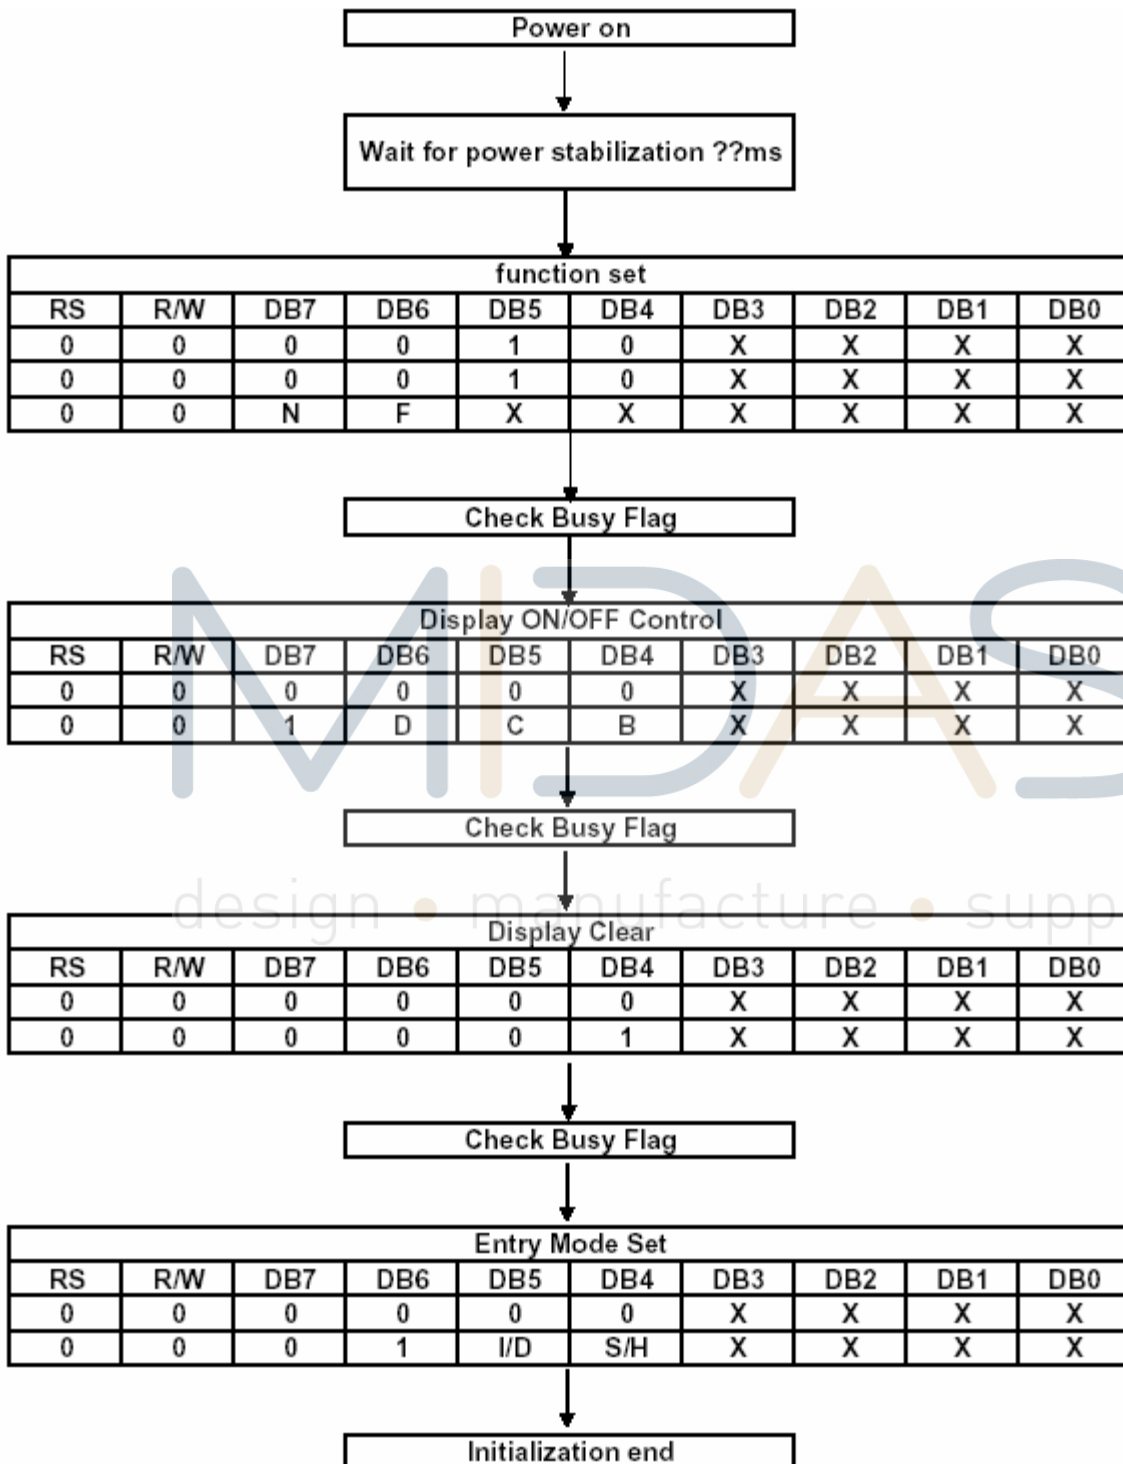 Power on
Wait for power stabilization ??ms
function set
RS R/W DB7 DB6 DB5 DB4 DB3 DB2 DB1 DB0
0 0 0 0 1 0 X X X X
0 0 0 0 1 0 X X X X
0 0 N F X X X X X X
Check Busy Flag
Display ON/OFF Control
RS R/W DB7 DB6 DB5 DB4 DB3 DB2 DB1 DB0
0 0 0 0 0 0 X X X X
0 0 1 D C B X X X X
MIDAS
Check Busy Flag
design • manufacture • supp
Display Clear
RS R/W DB7 DB6 DB5 DB4 DB3 DB2 DB1 DB0
0 0 0 0 0 0 X X X X
0 0 0 0 0 1 X X X X
Check Busy Flag
Entry Mode Set
RS R/W DB7 DB6 DB5 DB4 DB3 DB2 DB1 DB0
0 0 0 0 0 0 X X X X
0 0 0 1 I/D S/H X X X X
Initialization end